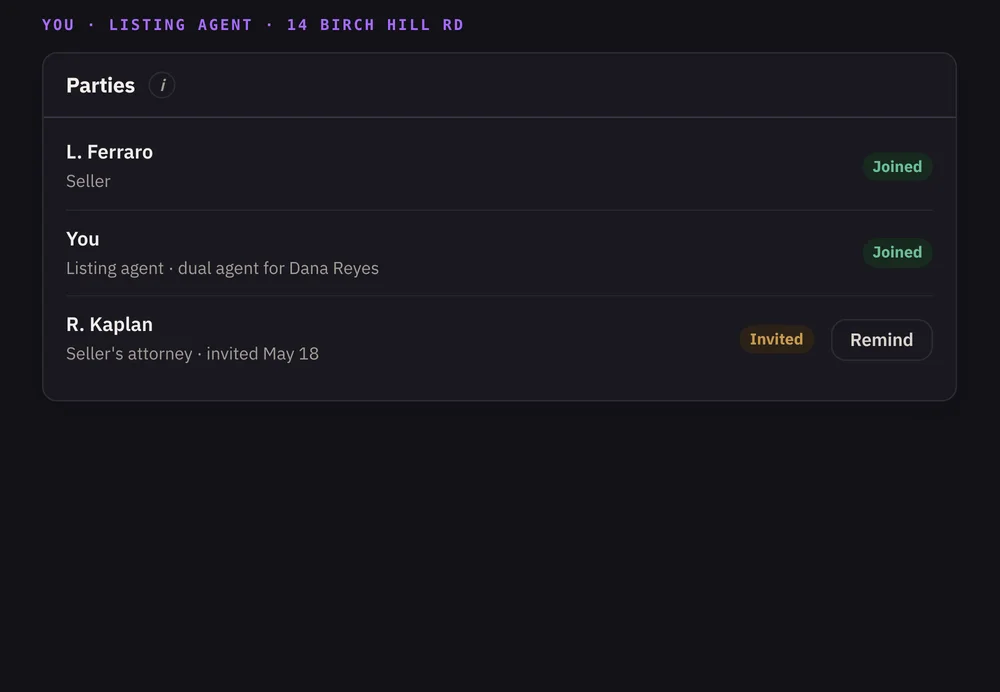 YOU · LISTING AGENT · 14 BIRCH HILL RD
Parties i
L. Ferraro
Seller
Joined
You
Listing agent · dual agent for Dana Reyes
Joined
R. Kaplan
Seller's attorney · invited May 18
Invited
Remind